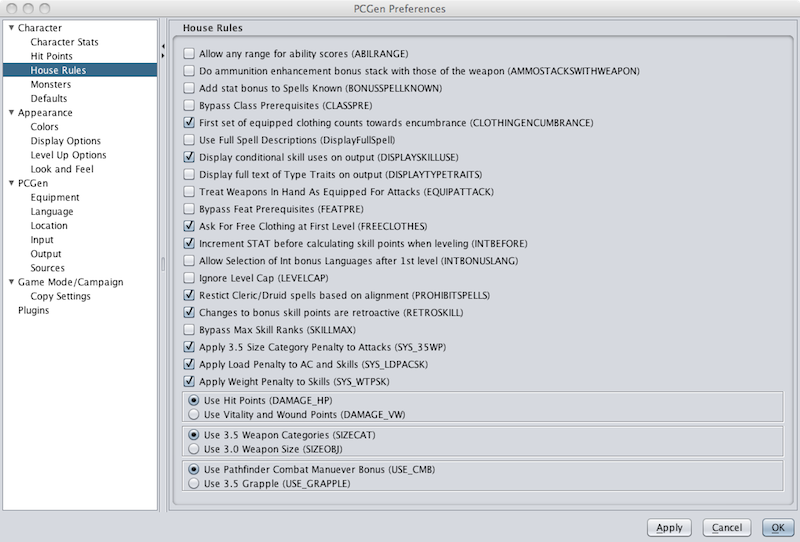 PCGen Preferences
Character
Character Stats
Hit Points
House Rules
Monsters
Defaults
Appearance
Colors
Display Options
Level Up Options
Look and Feel
PCGen
Equipment
Language
Location
Input
Output
Sources
Game Mode/Campaign
Copy Settings
Plugins
House Rules
Allow any range for ability scores (ABILRANGE)
Do ammunition enhancement bonus stack with those of the weapon (AMMOSTACKSWITHWEAPON)
Add stat bonus to Spells Known (BONUSSPELLKNOWN)
Bypass Class Prerequisites (CLASSPRE)
First set of equipped clothing counts towards encumbrance (CLOTHINGENCUMBRANCE)
Use Full Spell Descriptions (DisplayFullSpell)
Display conditional skill uses on output (DISPLAYSKILLUSE)
Display full text of Type Traits on output (DISPLAYTYPETRAITS)
Treat Weapons In Hand As Equipped For Attacks (EQUIPATTACK)
Bypass Feat Prerequisites (FEATPRE)
Ask For Free Clothing at First Level (FREECLOTHES)
Increment STAT before calculating skill points when leveling (INTBEFORE)
Allow Selection of Int bonus Languages after 1st level (INTBONUSLANG)
Ignore Level Cap (LEVELCAP)
Restict Cleric/Druid spells based on alignment (PROHIBITSPELLS)
Changes to bonus skill points are retroactive (RETROSKILL)
Bypass Max Skill Ranks (SKILLMAX)
Apply 3.5 Size Category Penalty to Attacks (SYS_35WP)
Apply Load Penalty to AC and Skills (SYS_LDPACSK)
Apply Weight Penalty to Skills (SYS_WTPSK)
Use Hit Points (DAMAGE_HP)
Use Vitality and Wound Points (DAMAGE_VW)
Use 3.5 Weapon Categories (SIZECAT)
Use 3.0 Weapon Size (SIZEOBJ)
Use Pathfinder Combat Manuever Bonus (USE_CMB)
Use 3.5 Grapple (USE_GRAPPLE)
Apply
Cancel
OK